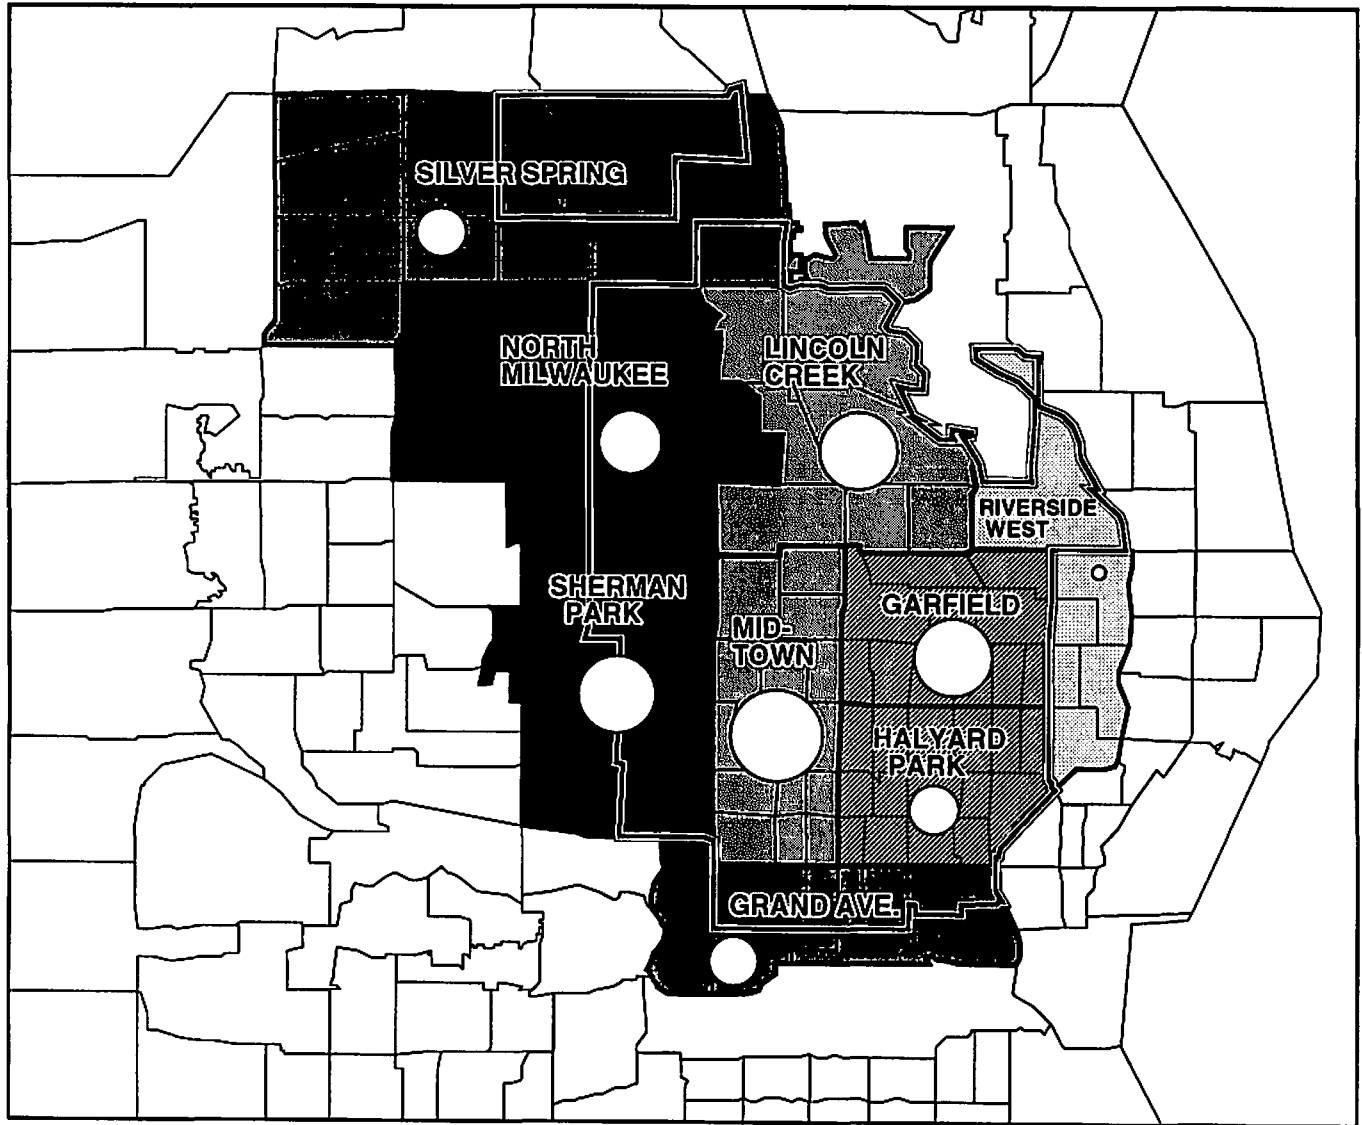 SILVER SPRING
NORTH
MILWAUKEE
LINCOLN
CREEK
RIVERSIDE
WEST
SHERMAN
PARK
GARFIELD
MID-
TOWN
HALYARD
PARK
GRAND AVE.